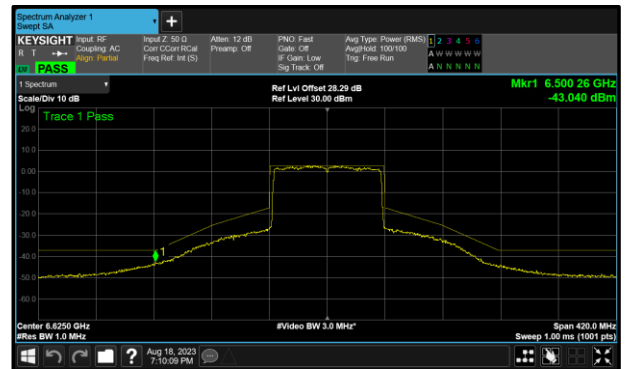 Spectrum Analyzer 1
Swept SA
+
KEYSIGHT Input: RF Input Z: 50 Ω Atten: 12 dB PNO: Fast Avg Type: Power (RMS) 1 2 3 4 5 6
R T Coupling: AC Corr CCorr RCal Preamp: Off Gate: Off Avg|Hold: 100/100 A W W W W W
Align: Partial Freq Ref: Int (S) IF Gain: Low Trig: Free Run
PASS Sig Track: Off A N N N N N
1 Spectrum Ref Lvl Offset 28.29 dB Mkr1 6.500 26 GHz
Scale/Div 10 dB Ref Level 30.00 dBm -43.040 dBm
Log
Trace 1 Pass
20.0
10.0
0.00
-10.0
-20.0
-30.0
1
-40.0
-50.0
-60.0
Center 6.6250 GHz #Video BW 3.0 MHz* Span 420.0 MHz
#Res BW 1.0 MHz Sweep 1.00 ms (1001 pts)
? Aug 18, 2023
7:10:09 PM